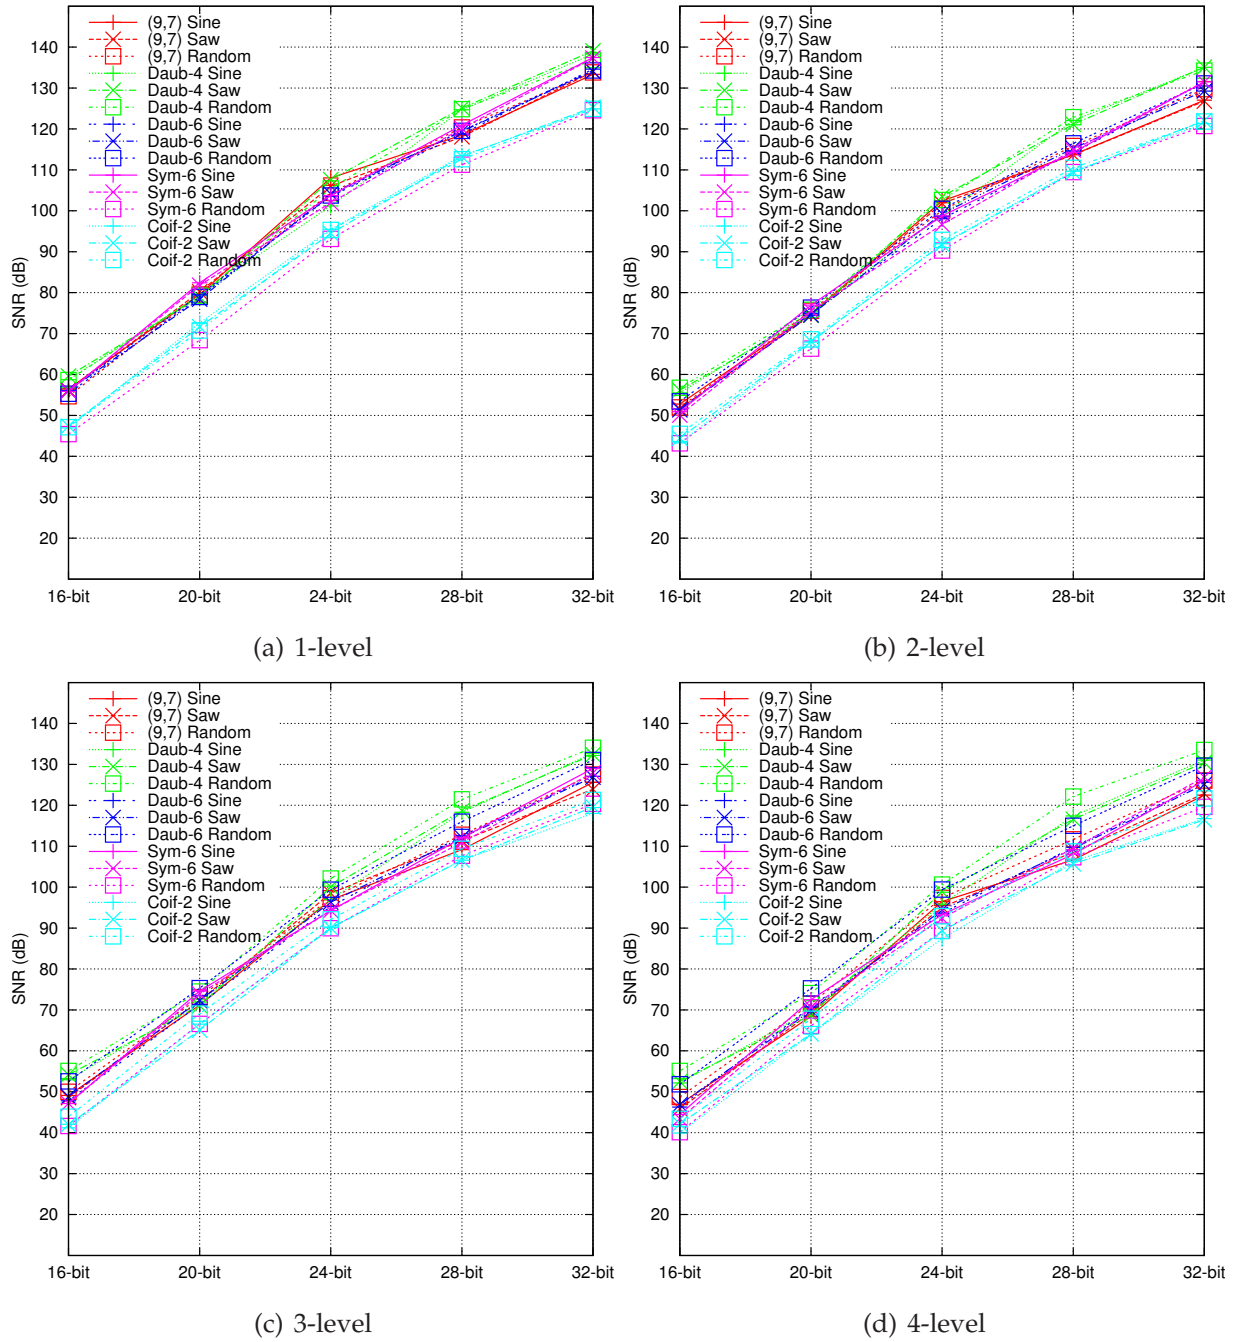 140
130
120
110
100
90
80
70
60
50
40
30
20
SNR (dB)
(9,7) Sine
(9,7) Saw
(9,7) Random
Daub-4 Sine
Daub-4 Saw
Daub-4 Random
Daub-6 Sine
Daub-6 Saw
Daub-6 Random
Sym-6 Sine
Sym-6 Saw
Sym-6 Random
Coif-2 Sine
Coif-2 Saw
Coif-2 Random
16-bit 20-bit 24-bit 28-bit 32-bit
(a) 1-level
140
130
120
110
100
90
80
70
60
50
40
30
20
SNR (dB)
(9,7) Sine
(9,7) Saw
(9,7) Random
Daub-4 Sine
Daub-4 Saw
Daub-4 Random
Daub-6 Sine
Daub-6 Saw
Daub-6 Random
Sym-6 Sine
Sym-6 Saw
Sym-6 Random
Coif-2 Sine
Coif-2 Saw
Coif-2 Random
16-bit 20-bit 24-bit 28-bit 32-bit
(b) 2-level
140
130
120
110
100
90
80
70
60
50
40
30
20
SNR (dB)
(9,7) Sine
(9,7) Saw
(9,7) Random
Daub-4 Sine
Daub-4 Saw
Daub-4 Random
Daub-6 Sine
Daub-6 Saw
Daub-6 Random
Sym-6 Sine
Sym-6 Saw
Sym-6 Random
Coif-2 Sine
Coif-2 Saw
Coif-2 Random
16-bit 20-bit 24-bit 28-bit 32-bit
(c) 3-level
140
130
120
110
100
90
80
70
60
50
40
30
20
SNR (dB)
(9,7) Sine
(9,7) Saw
(9,7) Random
Daub-4 Sine
Daub-4 Saw
Daub-4 Random
Daub-6 Sine
Daub-6 Saw
Daub-6 Random
Sym-6 Sine
Sym-6 Saw
Sym-6 Random
Coif-2 Sine
Coif-2 Saw
Coif-2 Random
16-bit 20-bit 24-bit 28-bit 32-bit
(d) 4-level